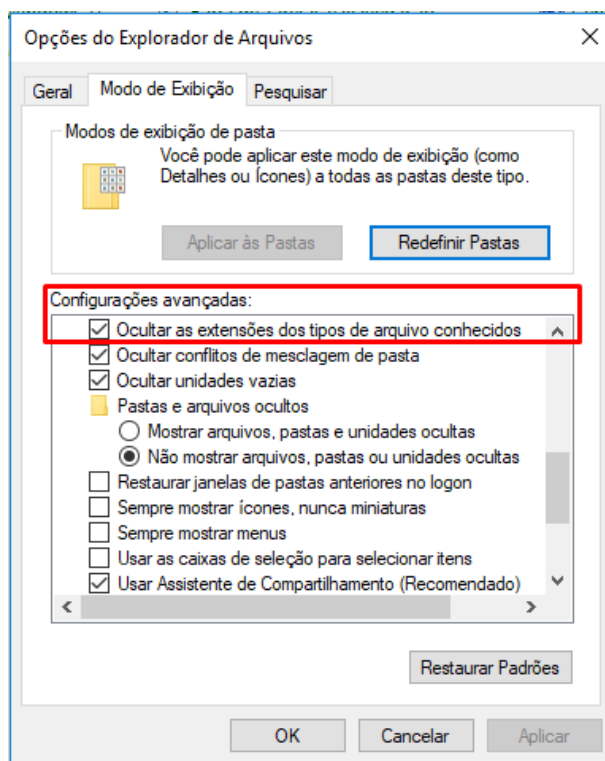 Opções do Explorador de Arquivos
Geral
Modo de Exibição
Pesquisar
Modos de exibição de pasta
Você pode aplicar este modo de exibição (como
Detalhes ou Ícones) a todas as pastas deste tipo.
Aplicar às Pastas
Redefinir Pastas
Configurações avançadas:
Ocultar as extensões dos tipos de arquivo conhecidos
Ocultar conflitos de mesclagem de pasta
Ocultar unidades vazias
Pastas e arquivos ocultos
Mostrar arquivos, pastas e unidades ocultas
Não mostrar arquivos, pastas ou unidades ocultas
Restaurar janelas de pastas anteriores no logon
Sempre mostrar ícones, nunca miniaturas
Sempre mostrar menus
Usar as caixas de seleção para selecionar itens
Usar Assistente de Compartilhamento (Recomendado)
Restaurar Padrões
OK
Cancelar
Aplicar